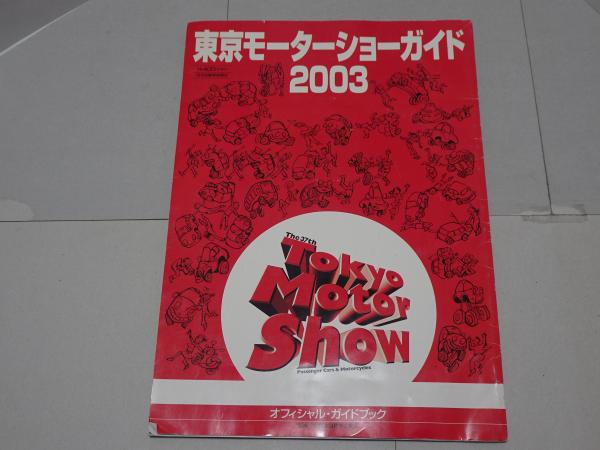 東京モーターショーガイド
2003
The 37th
Tokyo
Motor
Show
Passenger Cars & Motorcycles
オフィシャル・ガイドブック